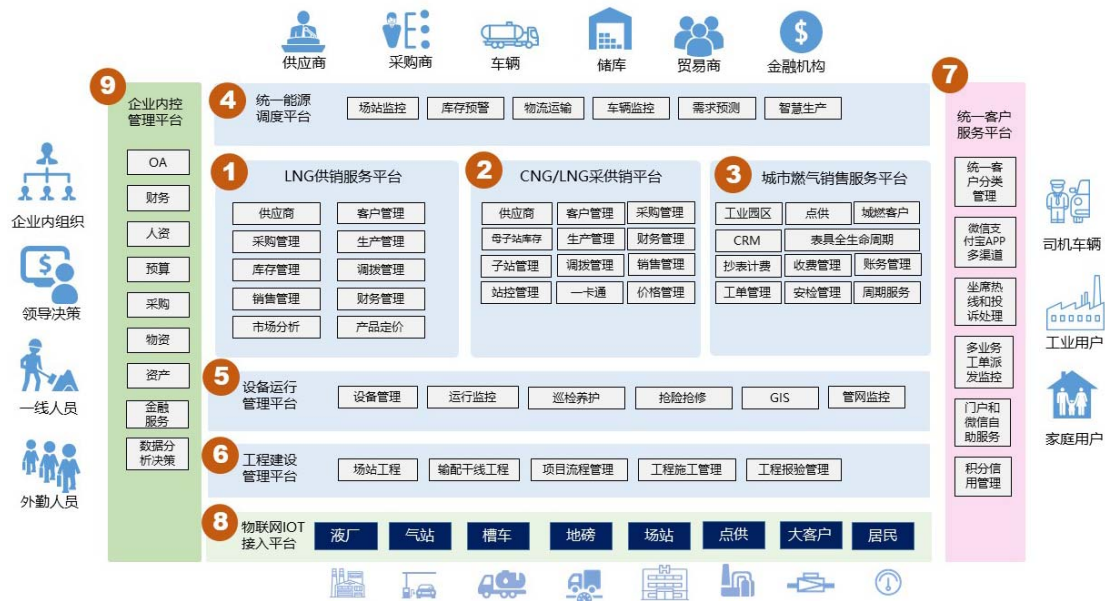 供应商
采购商
车辆
储库
贸易商
金融机构
$
9
企业内控
管理平台
OA
财务
人资
预算
采购
物资
资产
金融
服务
数据分
析决策
企业内组织
$
领导决策
一线人员
外勤人员
4
统一能源
调度平台
场站监控
库存预警
物流运输
车辆监控
需求预测
智慧生产
1
LNG供销服务平台
供应商
客户管理
采购管理
生产管理
库存管理
调拨管理
销售管理
财务管理
市场分析
产品定价
2
CNG/LNG采供销平台
供应商
客户管理
采购管理
母子站库存
生产管理
财务管理
子站管理
调拨管理
销售管理
站控管理
一卡通
价格管理
3
城市燃气销售服务平台
工业园区
点供
城燃客户
CRM
表具全生命周期
抄表计费
收费管理
账务管理
工单管理
安检管理
周期服务
5
设备运行
管理平台
设备管理
运行监控
巡检养护
抢险抢修
GIS
管网监控
6
工程建设
管理平台
场站工程
输配干线工程
项目流程管理
工程施工管理
工程报验管理
8
物联网IOT
接入平台
液厂
气站
槽车
地磅
场站
点供
大客户
居民
7
统一客户
服务平台
统一客
户分类
管理
微信支
付宝APP
多渠道
坐席热
线和投
诉处理
多业务
工单派
发监控
门户和
微信自
助服务
积分信
用管理
司机车辆
工业用户
家庭用户